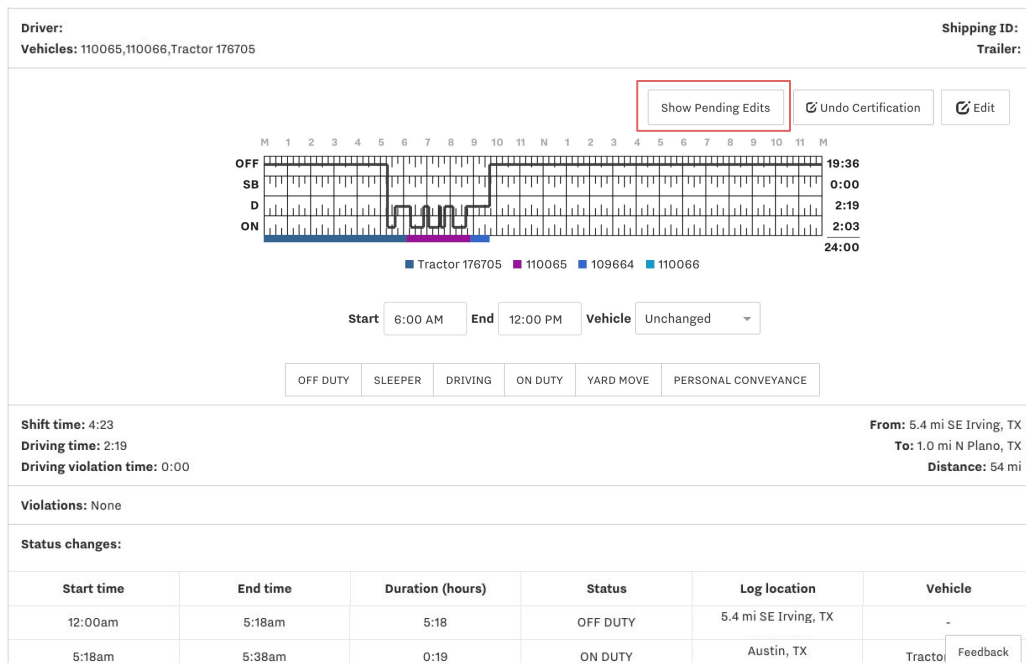 Driver:
Shipping ID:
Vehicles: 110065,110066,Tractor 176705
Trailer:
Show Pending Edits
Undo Certification
Edit
M 1 2 3 4 5 6 7 8 9 10 11 N 1 2 3 4 5 6 7 8 9 10 11 M
OFF 19:36
SB 0:00
D 2:19
ON 2:03
24:00
Tractor 176705 110065 109664 110066
Start 6:00 AM End 12:00 PM Vehicle Unchanged
OFF DUTY SLEEPER DRIVING ON DUTY YARD MOVE PERSONAL CONVEYANCE
Shift time: 4:23
From: 5.4 mi SE Irving, TX
Driving time: 2:19
To: 1.0 mi N Plano, TX
Driving violation time: 0:00
Distance: 54 mi
Violations: None
Status changes:
Start time End time Duration (hours) Status Log location Vehicle
12:00am 5:18am 5:18 OFF DUTY 5.4 mi SE Irving, TX -
5:18am 5:38am 0:19 ON DUTY Austin, TX Tracto
Feedback